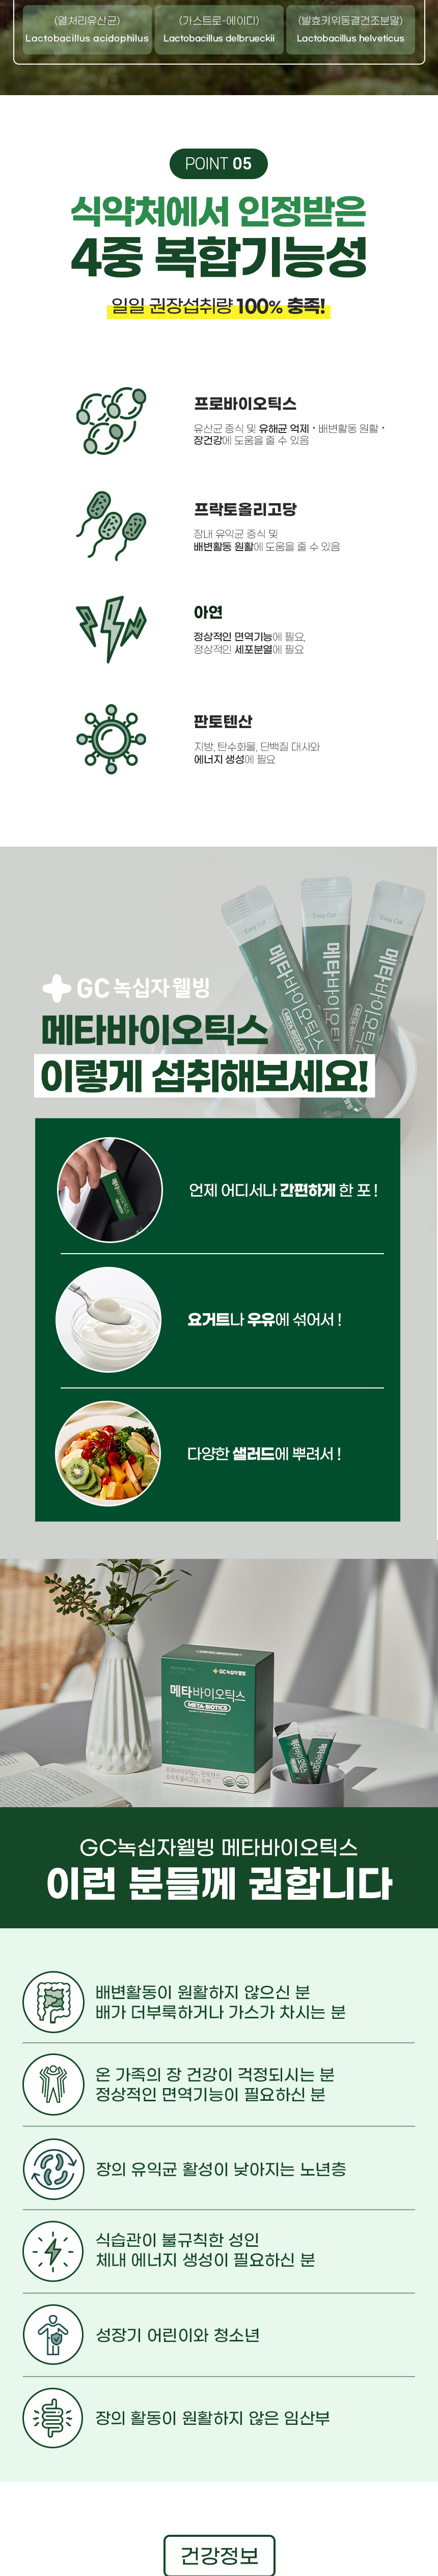 (열처리유산균)
Lactobacillus acidophilus
(가스트로-에이디)
Lactobacillus delbrueckii
(발효키위동결건조분말)
Lactobacillus helveticus
POINT 05
식약처에서 인정받은
4중 복합기능성
일일 권장섭취량 100% 충족!
프로바이오틱스
유산균 증식 및 유해균 억제・배변활동 원활・
장건강에 도움을 줄 수 있음
프락토올리고당
장내 유익균 증식 및
배변활동 원활에 도움을 줄 수 있음
아연
정상적인 면역기능에 필요,
정상적인 세포분열에 필요
판토텐산
지방, 탄수화물, 단백질 대사와
에너지 생성에 필요
Easy Cut
Easy Cut
Easy Cut
메타바이오틱스
META-BIOTICS
GC녹십자웰빙
메타바이오틱스
이렇게 섭취해보세요!
언제 어디서나 간편하게 한 포 !
요거트나 우유에 섞어서 !
다양한 샐러드에 뿌려서 !
GC녹십자웰빙
메타바이오틱스
META-BIOTICS
GC녹십자웰빙 메타바이오틱스
이런 분들께 권합니다
배변활동이 원활하지 않으신 분
배가 더부룩하거나 가스가 차시는 분
온 가족의 장 건강이 걱정되시는 분
정상적인 면역기능이 필요하신 분
장의 유익균 활성이 낮아지는 노년층
식습관이 불규칙한 성인
체내 에너지 생성이 필요하신 분
성장기 어린이와 청소년
장의 활동이 원활하지 않은 임산부
건강정보